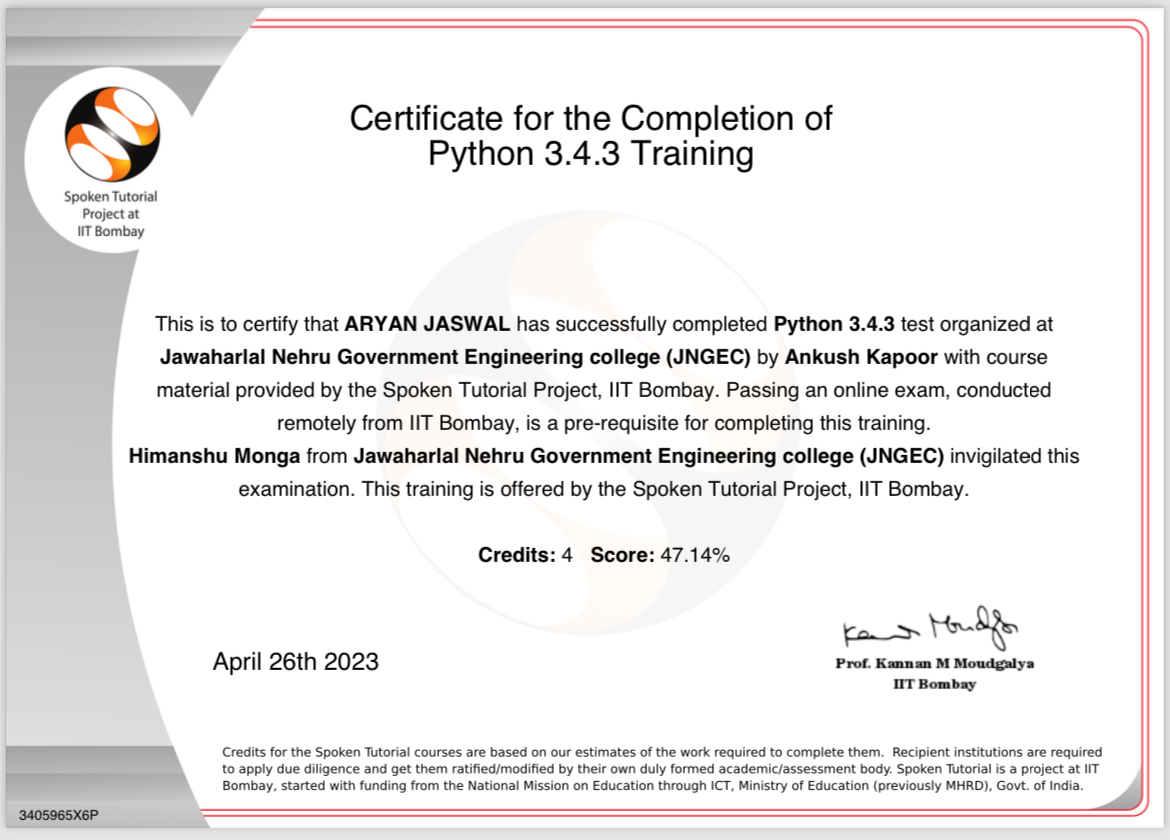 Spoken Tutorial
Project at
IIT Bombay
Certificate for the Completion of
Python 3.4.3 Training
This is to certify that ARYAN JASWAL has successfully completed Python 3.4.3 test organized at
Jawaharlal Nehru Government Engineering college (JNGEC) by Ankush Kapoor with course
material provided by the Spoken Tutorial Project, IIT Bombay. Passing an online exam, conducted
remotely from IIT Bombay, is a pre-requisite for completing this training.
Himanshu Monga from Jawaharlal Nehru Government Engineering college (JNGEC) invigilated this
examination. This training is offered by the Spoken Tutorial Project, IIT Bombay.
Credits: 4 Score: 47.14%
April 26th 2023
Prof. Kannan M Moudgalya
IIT Bombay
Credits for the Spoken Tutorial courses are based on our estimates of the work required to complete them. Recipient institutions are required
to apply due diligence and get them ratified/modified by their own duly formed academic/assessment body. Spoken Tutorial is a project at IIT
Bombay, started with funding from the National Mission on Education through ICT, Ministry of Education (previously MHRD), Govt. of India.
3405965X6P